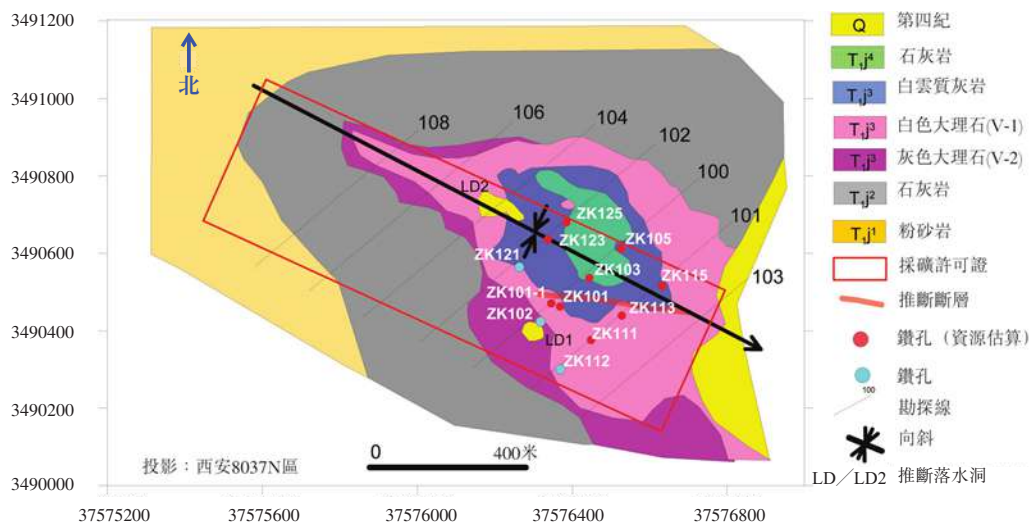 3491200
3491000
3490800
3490600
3490400
3490200
3490000
37575200
37575600
37576000
37576400
37576800
北
108
106
104
102
100
101
103
LD2
ZK125
ZK123
ZK105
ZK121
ZK103
ZK115
ZK101-1
ZK101
ZK102
ZK113
LD1
ZK111
ZK112
投影：西安8037N區
0
400米
Q 第四紀
T₁j⁴ 石灰岩
T₁j³ 白雲質灰岩
T₁j³ 白色大理石(V-1)
T₁j³ 灰色大理石(V-2)
T₁j² 石灰岩
T₁j¹ 粉砂岩
採礦許可證
推斷斷層
鑽孔（資源估算）
鑽孔
100
勘探線
向斜
LD／LD2 推斷落水洞